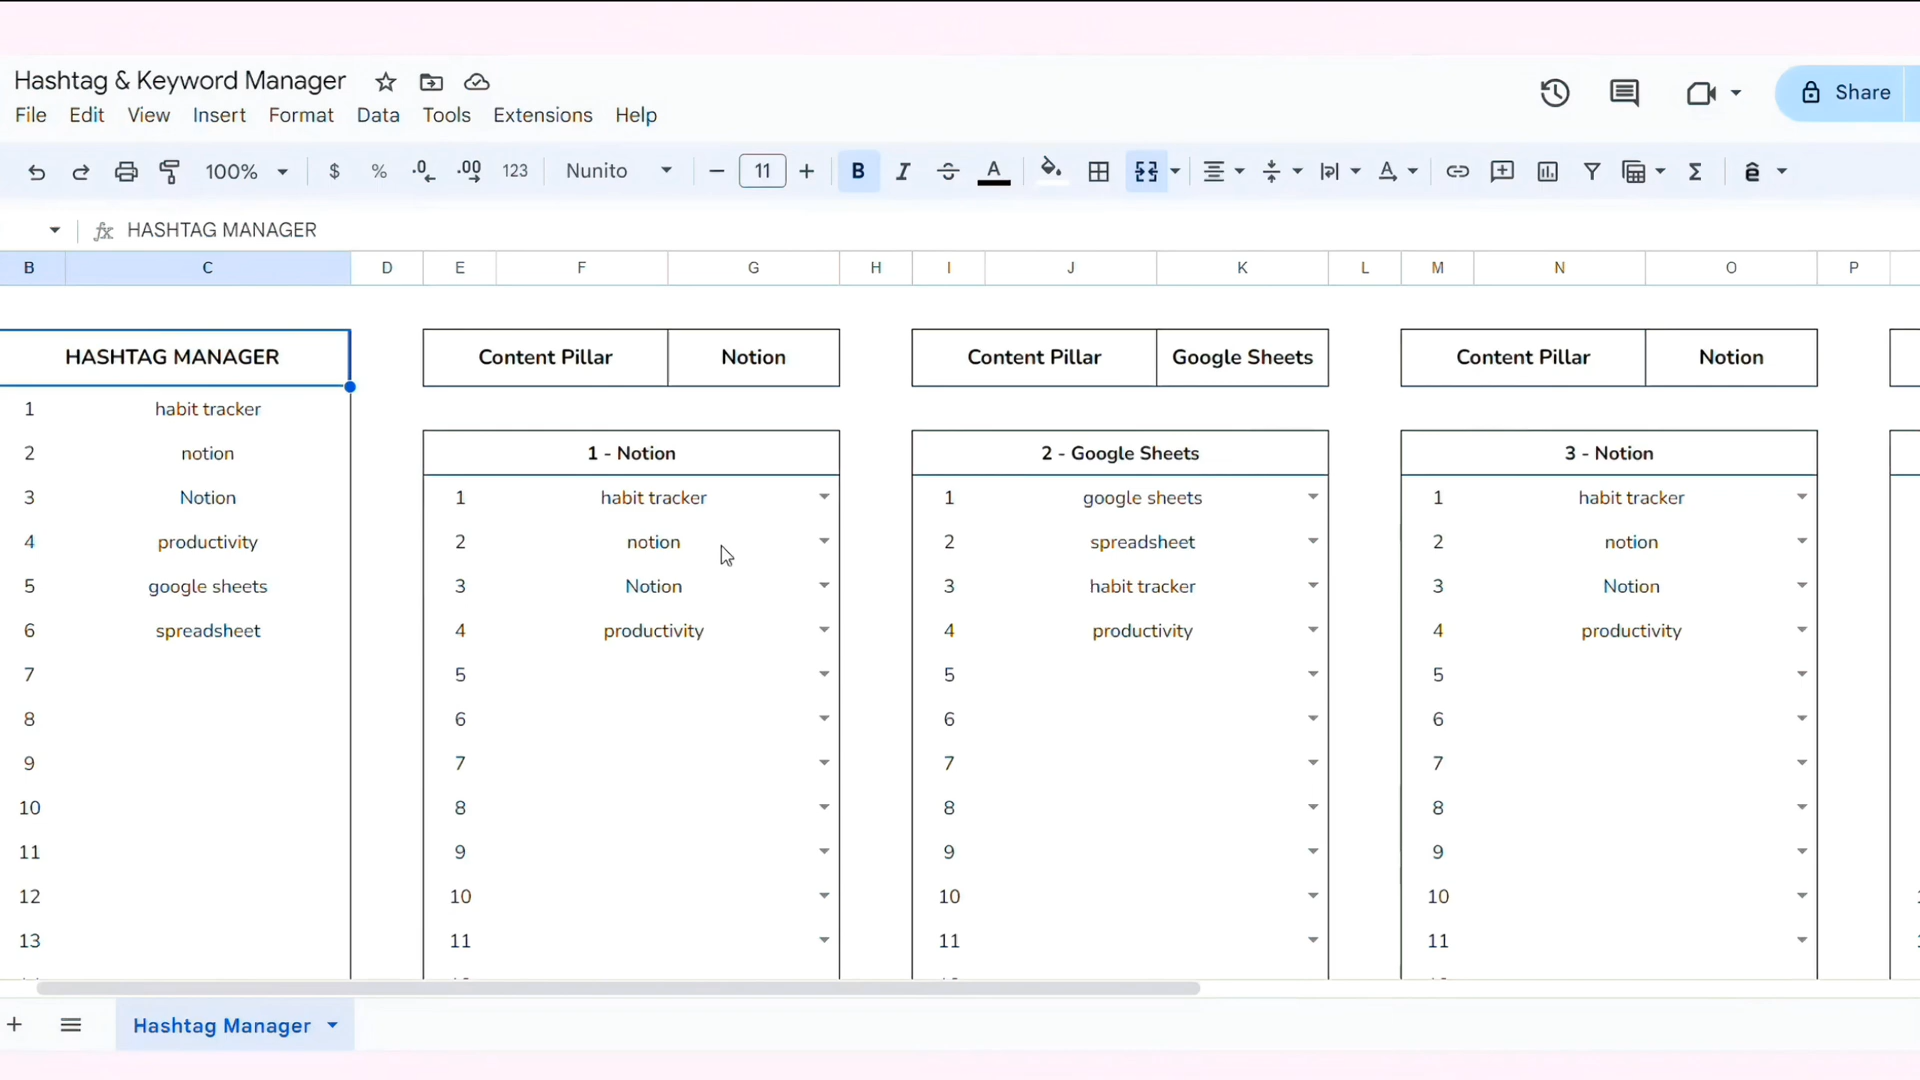 Hashtag & Keyword Manager
File Edit View Insert Format Data Tools Extensions Help
Share
100% $ % .0 .00 123 Nunito 11 B I A Σ ê
fx HASHTAG MANAGER
B C D E F G H I J K L M N O P
HASHTAG MANAGER Content Pillar Notion Content Pillar Google Sheets Content Pillar Notion
1 habit tracker
2 notion 1 - Notion 2 - Google Sheets 3 - Notion
3 Notion 1 habit tracker 1 google sheets 1 habit tracker
4 productivity 2 notion 2 spreadsheet 2 notion
5 google sheets 3 Notion 3 habit tracker 3 Notion
6 spreadsheet 4 productivity 4 productivity 4 productivity
7 5 5 5
8 6 6 6
9 7 7 7
10 8 8 8
11 9 9 9
12 10 10 10
13 11 11 11
Hashtag Manager